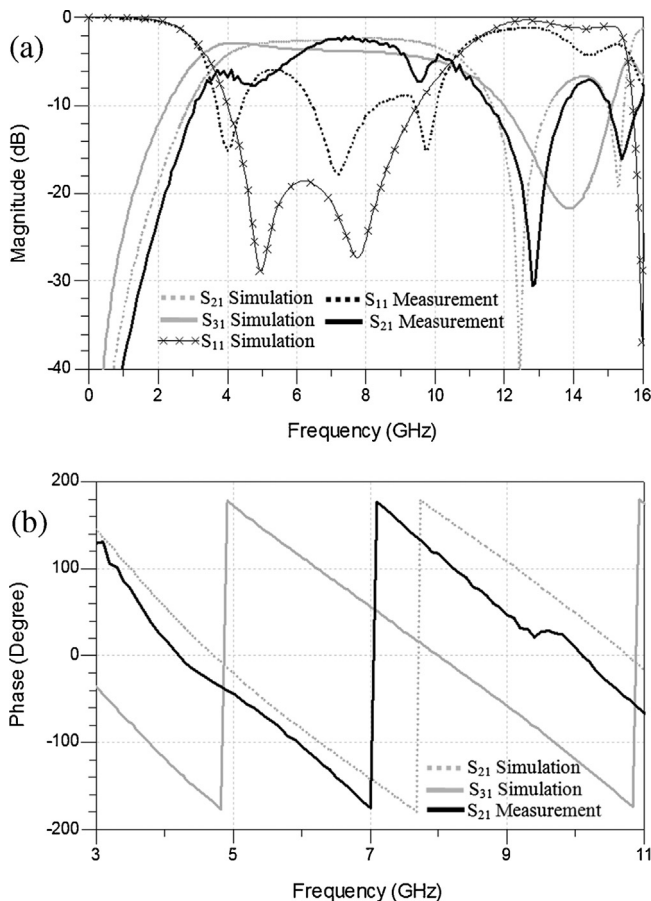 (a)
0
-10
-20
-30
-40
Magnitude (dB)
S21 Simulation
S31 Simulation
S11 Simulation
S11 Measurement
S21 Measurement
0 2 4 6 8 10 12 14 16
Frequency (GHz)
(b)
200
100
0
-100
-200
Phase (Degree)
S21 Simulation
S31 Simulation
S21 Measurement
3 5 7 9 11
Frequency (GHz)